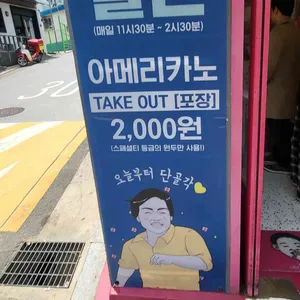 할인
(매일 11시30분 ~ 2시30분)
아메리카노
TAKE OUT [포장]
2,000원
(스페셜티 등급의 원두만 사용!)
오늘부터 단골각